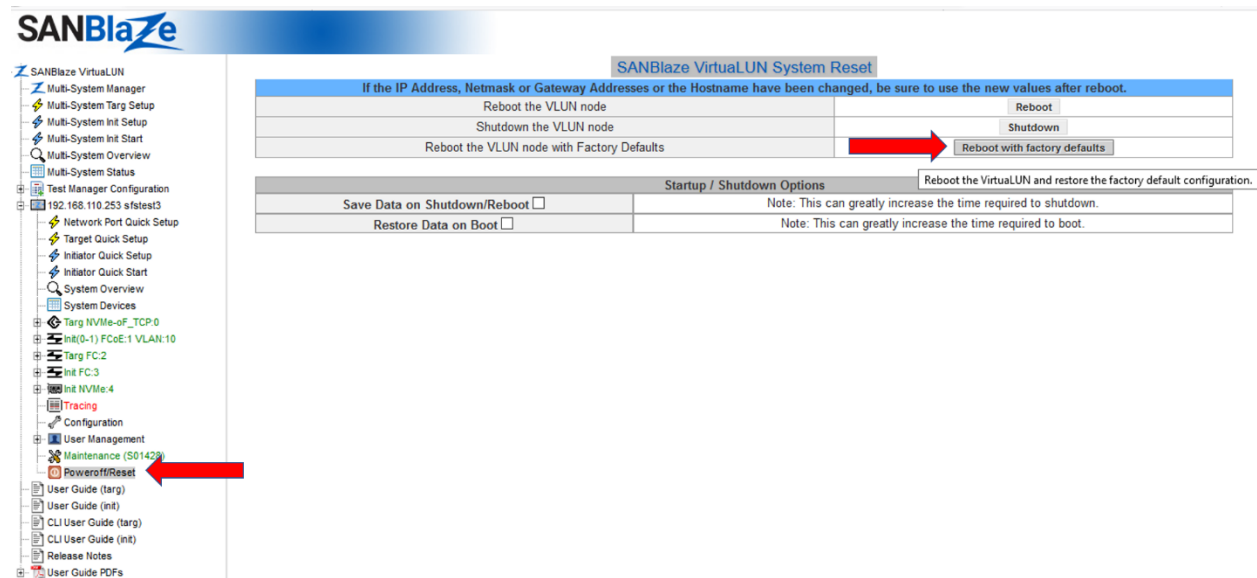 SANBlaze
SANBlaze VirtuaLUN
Multi-System Manager
Multi-System Targ Setup
Multi-System Init Setup
Multi-System Init Start
Multi-System Overview
Multi-System Status
Test Manager Configuration
192.168.110.253 sfstest3
Network Port Quick Setup
Target Quick Setup
Initiator Quick Setup
Initiator Quick Start
System Overview
System Devices
Targ NVMe-oF_TCP:0
Init(0-1) FCoE:1 VLAN:10
Targ FC:2
Init FC:3
Init NVMe:4
Tracing
Configuration
User Management
Maintenance
Poweroff/Reset
User Guide (targ)
User Guide (init)
CLI User Guide (targ)
CLI User Guide (init)
Release Notes
User Guide PDFs
SANBlaze VirtuaLUN System Reset
If the IP Address, Netmask or Gateway Addresses or the Hostname have been changed, be sure to use the new values after reboot.
Reboot the VLUN node Reboot
Shutdown the VLUN node Shutdown
Reboot the VLUN node with Factory Defaults Reboot with factory defaults
Reboot the VirtuaLUN and restore the factory default configuration.
Startup / Shutdown Options
Save Data on Shutdown/Reboot Note: This can greatly increase the time required to shutdown.
Restore Data on Boot Note: This can greatly increase the time required to boot.